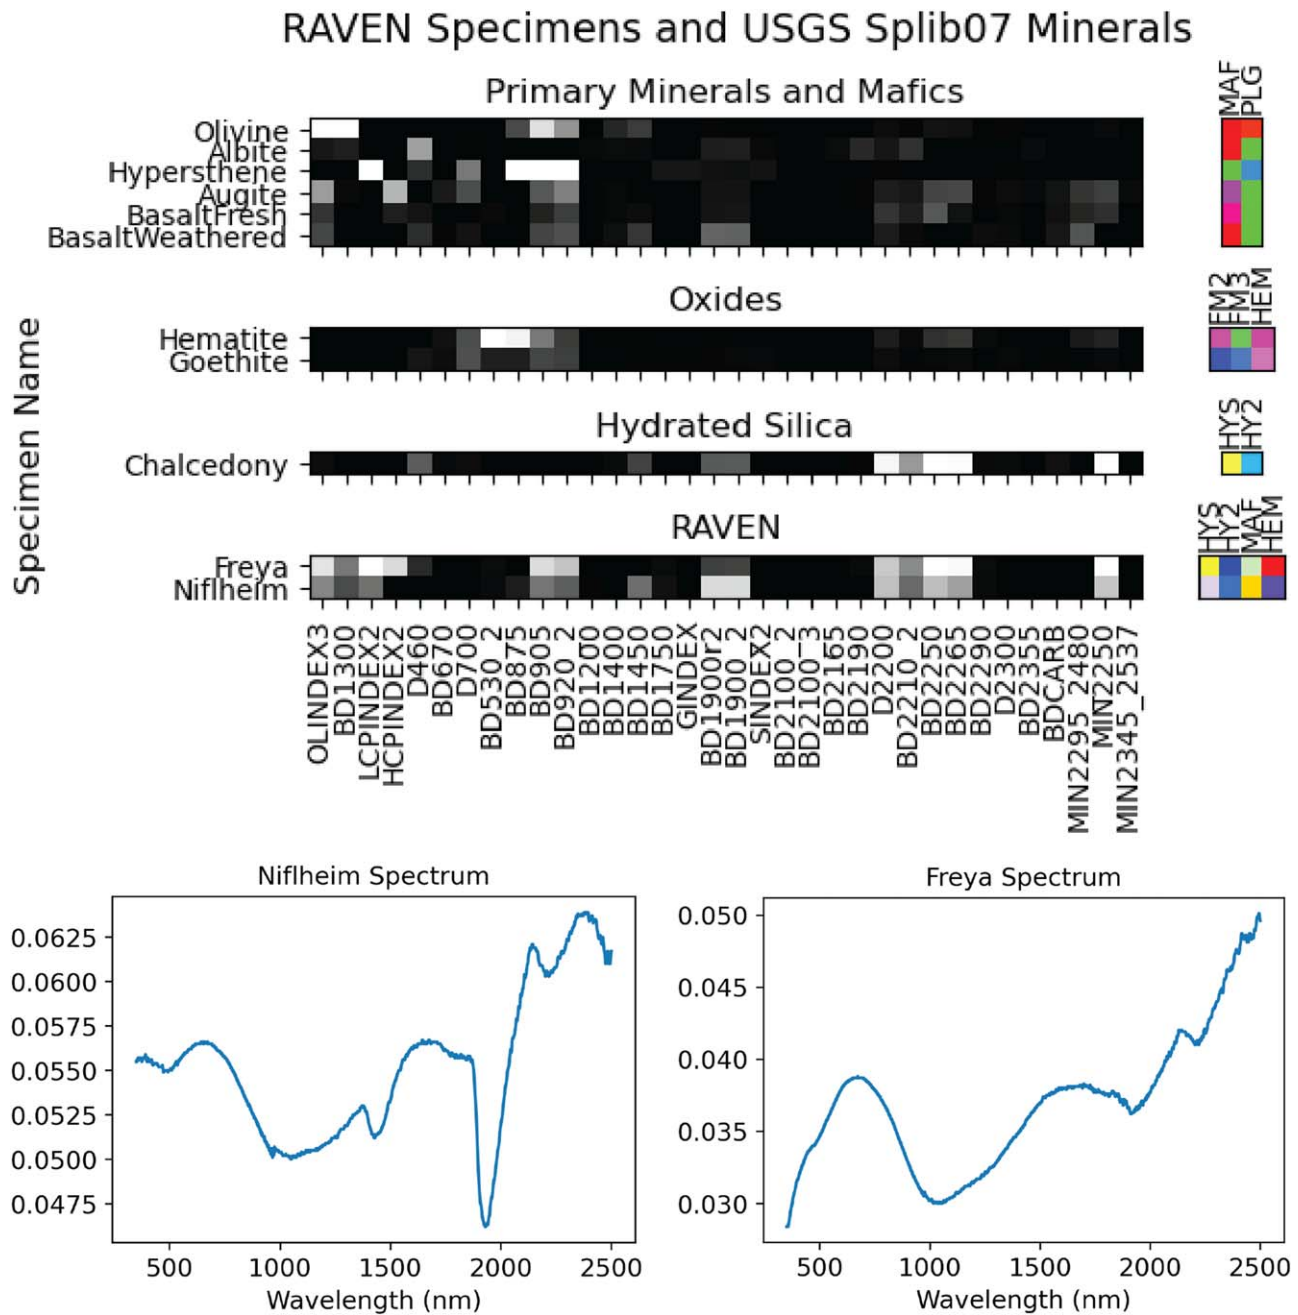 RAVEN Specimens and USGS Splib07 Minerals
Primary Minerals and Mafics
MAF
PLG
Olivine
Albite
Hypersthene
Augite
BasaltFresh
BasaltWeathered
Oxides
FM2
FM3
HEM
Hematite
Goethite
Hydrated Silica
HYS
HY2
Chalcedony
RAVEN
HYS
HY2
MAF
HEM
Freya
Niflheim
Specimen Name
OLINDEX3
BD1300
LCPINDEX2
HCPINDEX2
D460
BD670
D700
BD530_2
BD875
BD905
BD920_2
BD1200
BD1400
BD1450
BD1750
GINDEX
BD1900r2
BD1900_2
SINDEX2
BD2100_2
BD2100_3
BD2165
BD2190
D2200
BD2210_2
BD2250
BD2265
BD2290
D2300
BD2355
BDCARB
MIN2295_2480
MIN2250
MIN2345_2537
Niflheim Spectrum
0.0625
0.0600
0.0575
0.0550
0.0525
0.0500
0.0475
500 1000 1500 2000 2500
Wavelength (nm)
Freya Spectrum
0.050
0.045
0.040
0.035
0.030
500 1000 1500 2000 2500
Wavelength (nm)